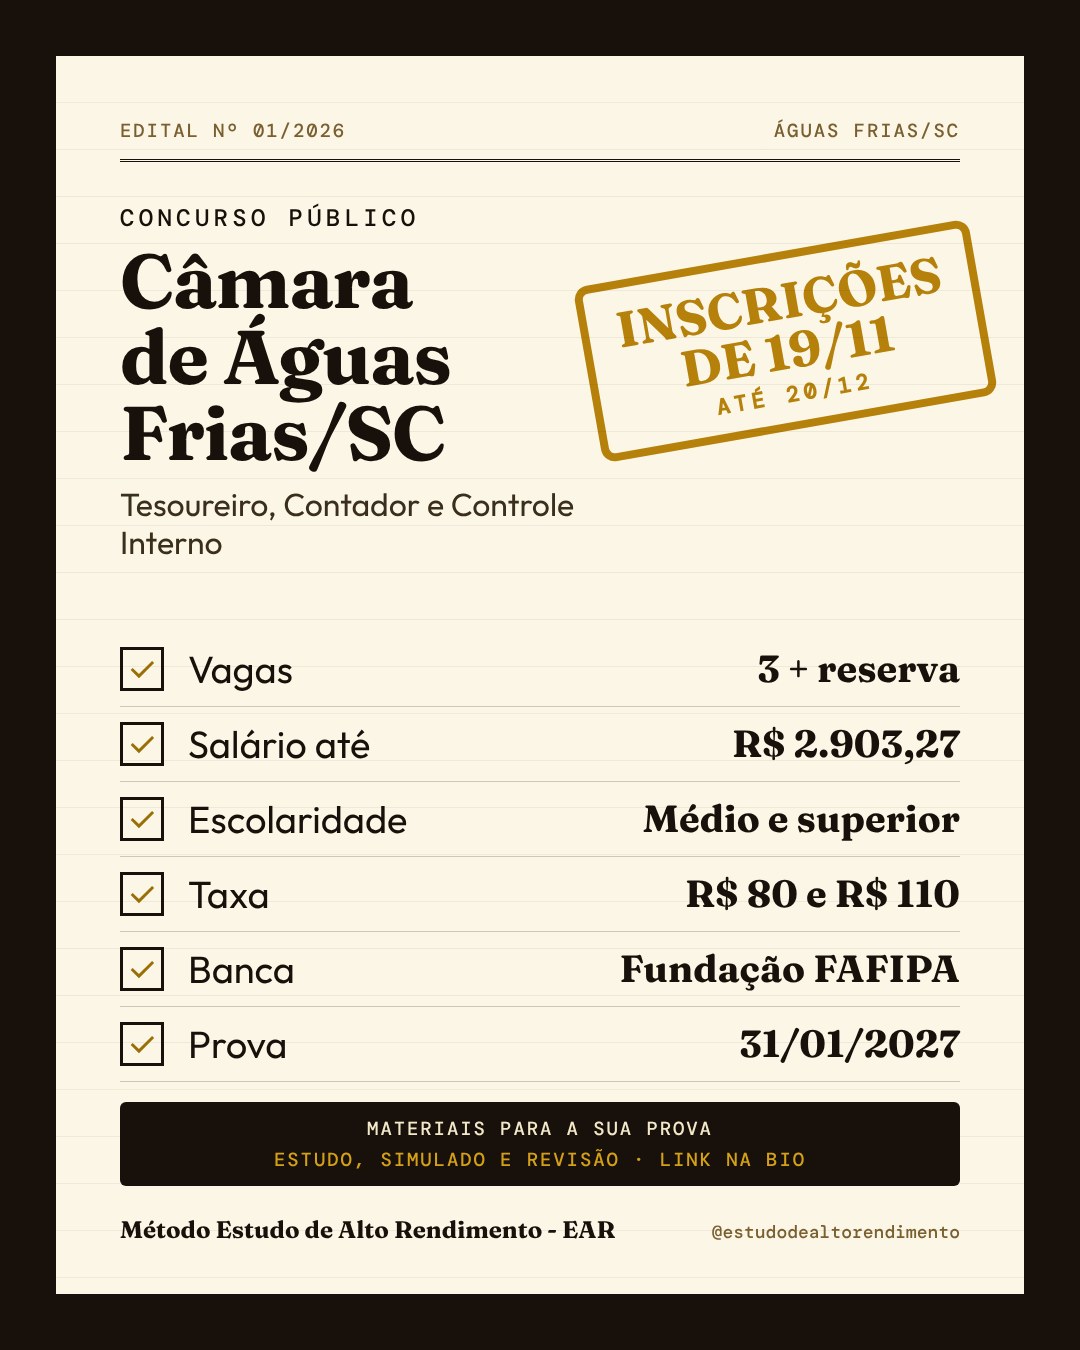 EDITAL Nº 01/2026
ÁGUAS FRIAS/SC
CONCURSO PÚBLICO
Câmara
de Águas
Frias/SC
INSCRIÇÕES
DE 19/11
ATÉ 20/12
Tesoureiro, Contador e Controle
Interno
Vagas 3 + reserva
Salário até R$ 2.903,27
Escolaridade Médio e superior
Taxa R$ 80 e R$ 110
Banca Fundação FAFIPA
Prova 31/01/2027
MATERIAIS PARA A SUA PROVA
ESTUDO, SIMULADO E REVISÃO · LINK NA BIO
Método Estudo de Alto Rendimento - EAR
@estudodealtorendimento